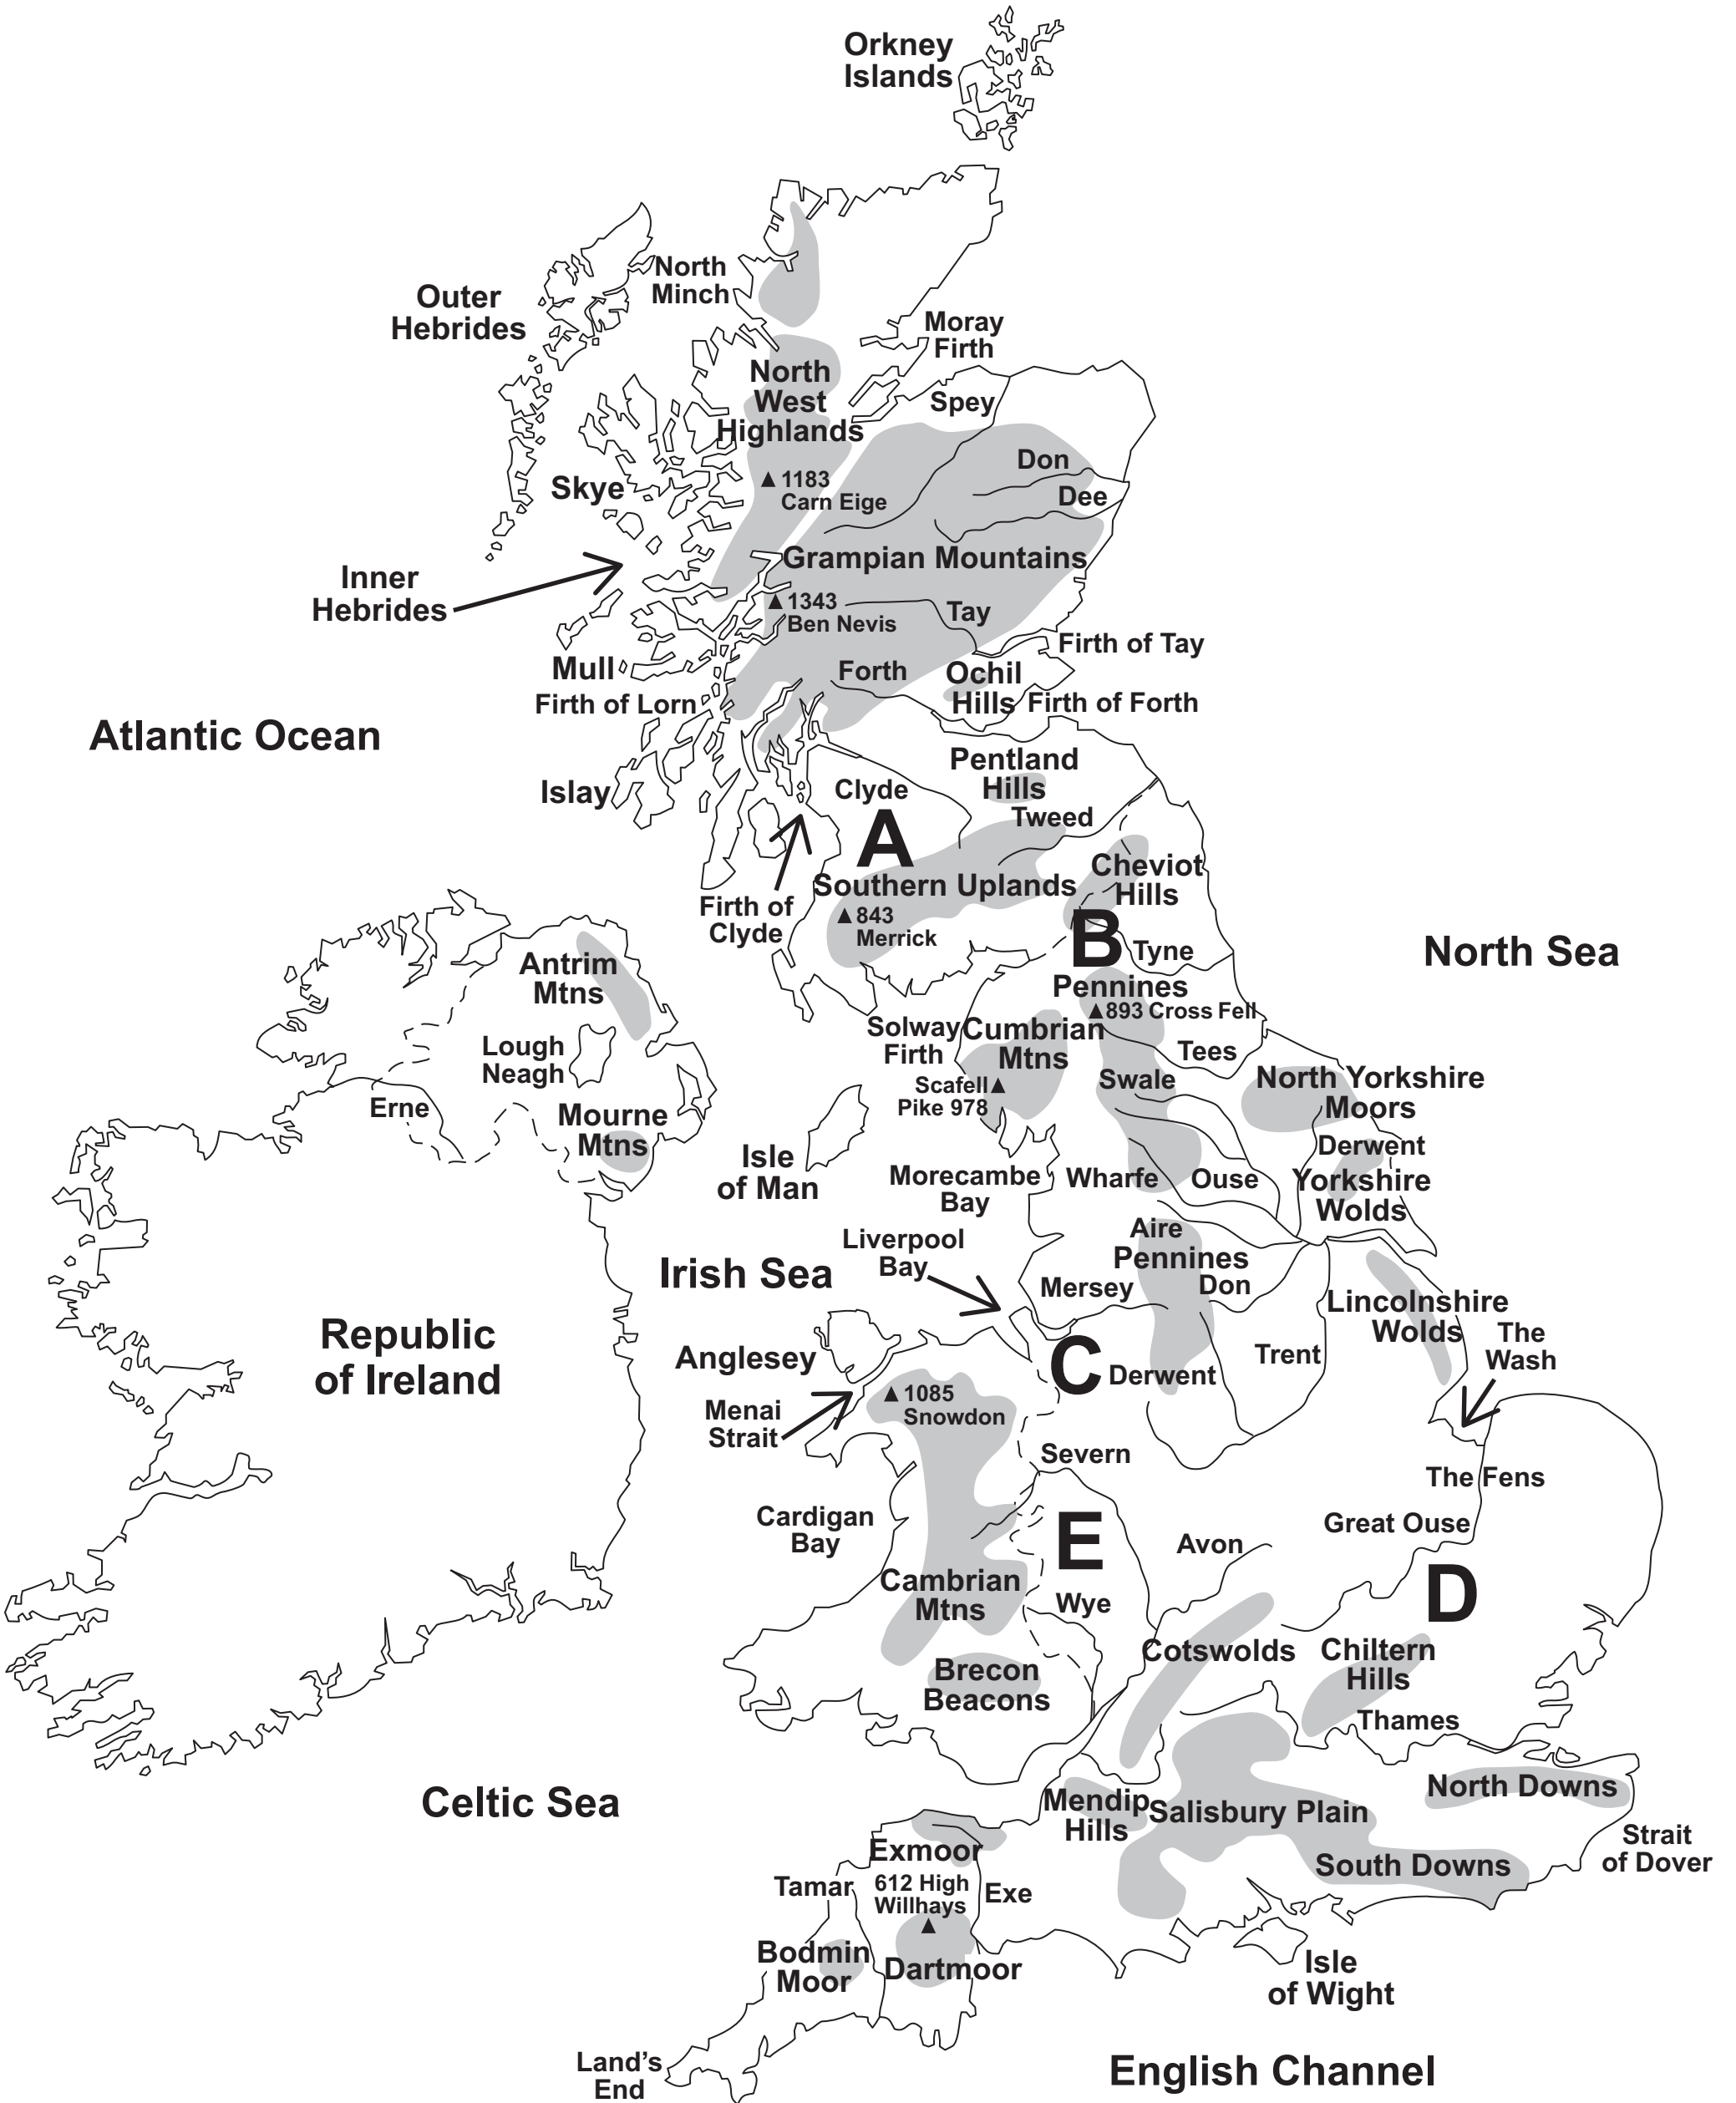 Orkney
Islands
North
Minch
Outer
Hebrides
Moray
Firth
North
West
Highlands
Spey
Don
Skye
1183
Carn Eige
Dee
Grampian Mountains
Inner
Hebrides
1343
Ben Nevis
Tay
Firth of Tay
Mull
Forth
Ochil
Hills
Firth of Lorn
Firth of Forth
Atlantic Ocean
Pentland
Hills
Islay
Clyde
Tweed
A
Cheviot
Hills
Southern Uplands
Firth of
Clyde
843
Merrick
B
Tyne
North Sea
Antrim
Mtns
Pennines
893 Cross Fell
Solway
Firth
Cumbrian
Mtns
Lough
Neagh
Tees
Scafell
Pike 978
Swale
North Yorkshire
Moors
Erne
Mourne
Mtns
Derwent
Isle
of Man
Morecambe
Bay
Wharfe
Ouse
Yorkshire
Wolds
Liverpool
Bay
Aire
Pennines
Irish Sea
Mersey
Don
Lincolnshire
Wolds
Republic
of Ireland
The
Wash
Anglesey
C
Derwent
Trent
Menai
Strait
1085
Snowdon
Severn
The Fens
Cardigan
Bay
Great Ouse
E
Avon
Cambrian
Mtns
Wye
D
Cotswolds
Chiltern
Hills
Brecon
Beacons
Thames
Celtic Sea
Mendip
Hills
Salisbury Plain
North Downs
Strait
of Dover
Exmoor
South Downs
Tamar
612 High
Willhays
Exe
Bodmin
Moor
Dartmoor
Isle
of Wight
Land's
End
English Channel